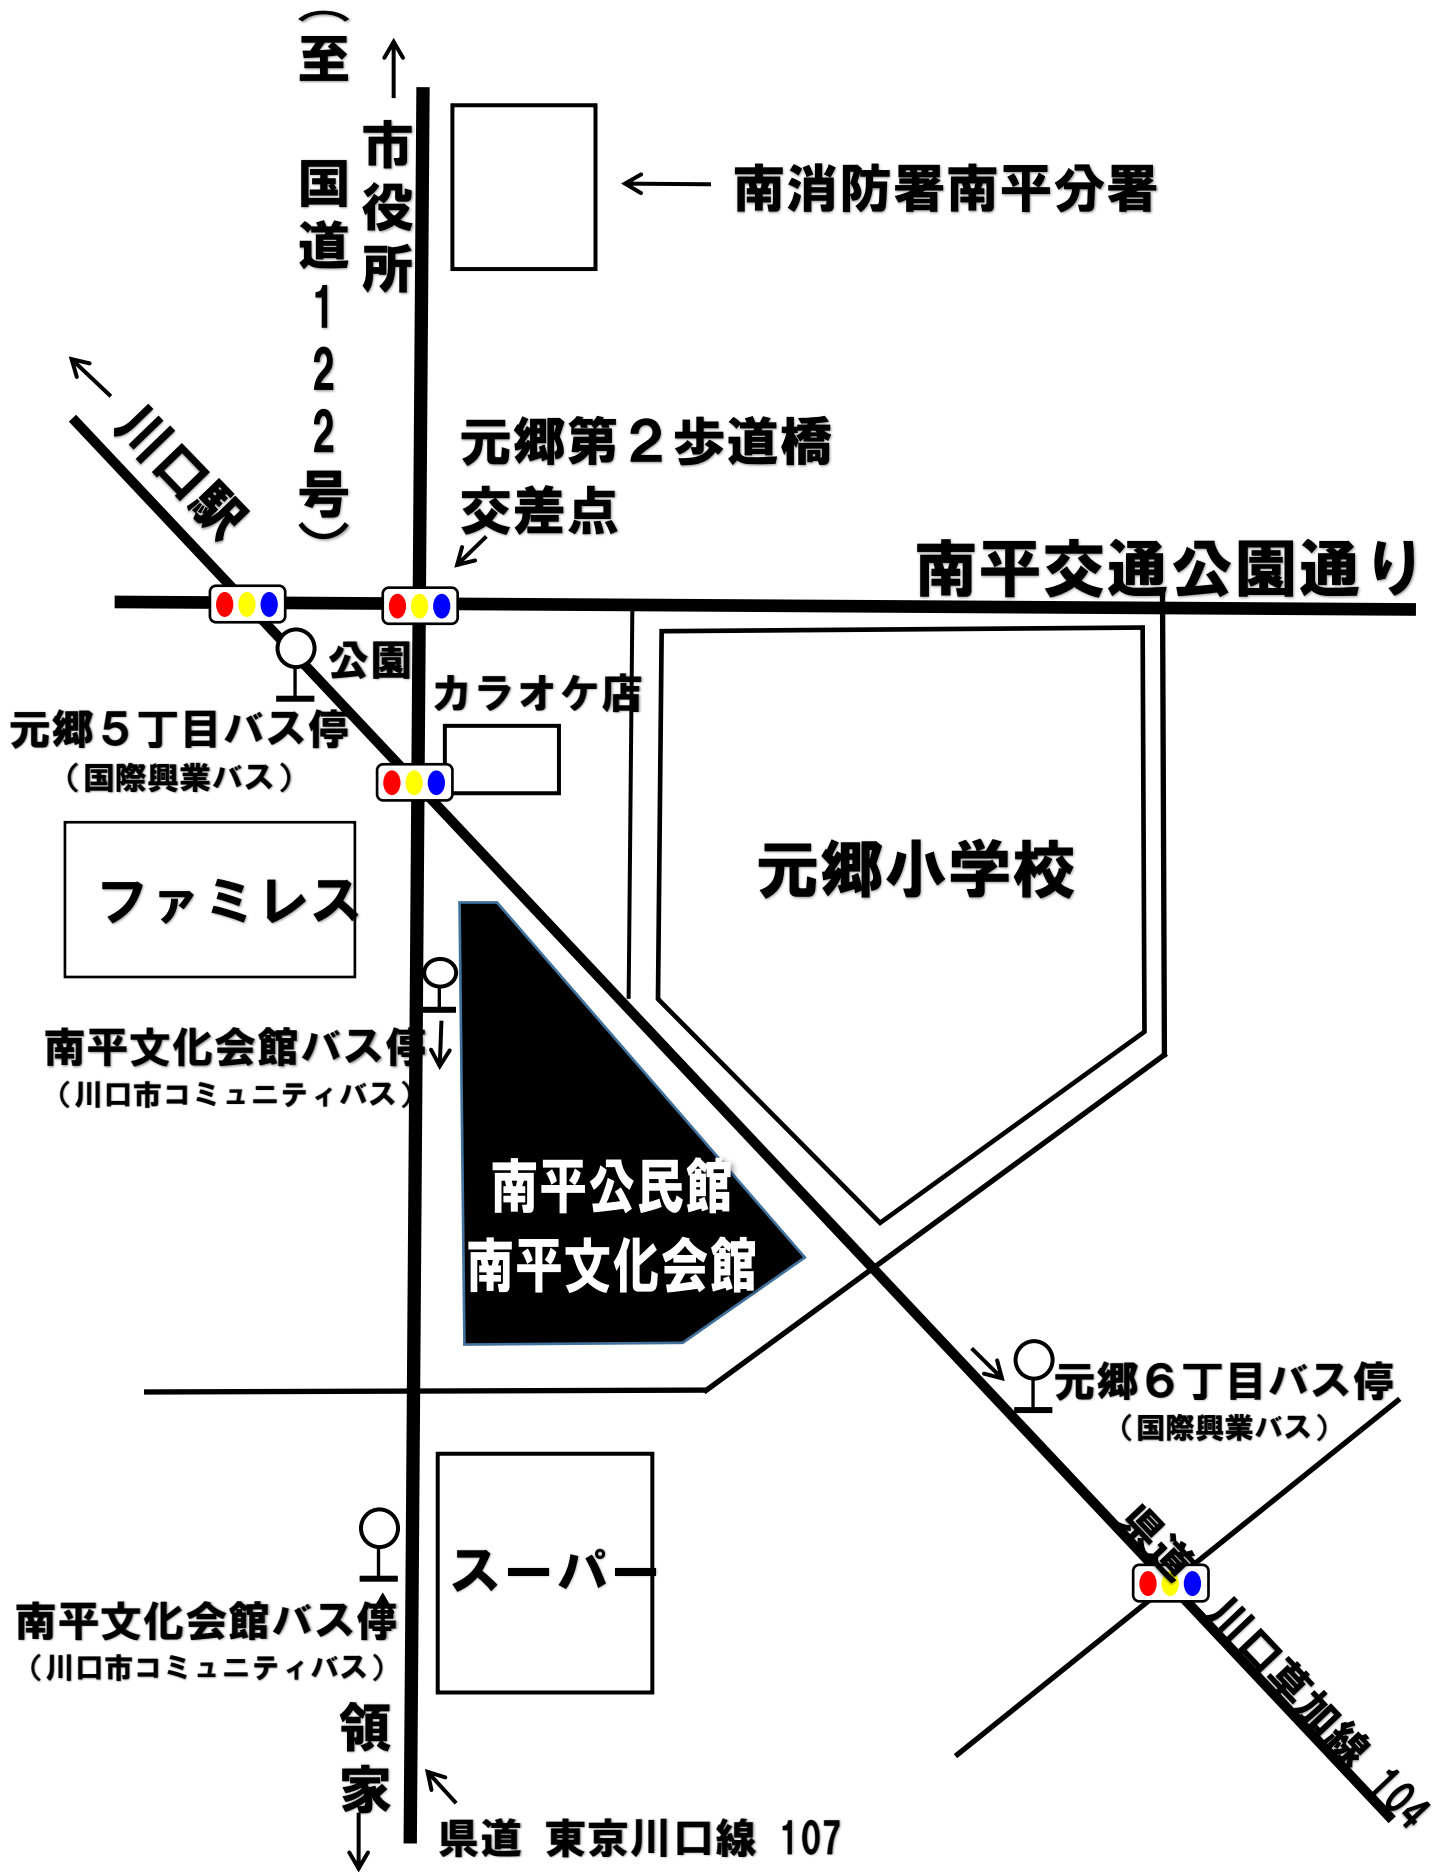 （至 国道１２２号）
市役所
南消防署南平分署
川口駅
元郷第２歩道橋
交差点
南平交通公園通り
公園
カラオケ店
元郷５丁目バス停
（国際興業バス）
ファミレス
元郷小学校
南平文化会館バス停
（川口市コミュニティバス）
南平公民館
南平文化会館
元郷６丁目バス停
（国際興業バス）
県道 川口草加線 104
スーパー
南平文化会館バス停
（川口市コミュニティバス）
領家
県道 東京川口線 107